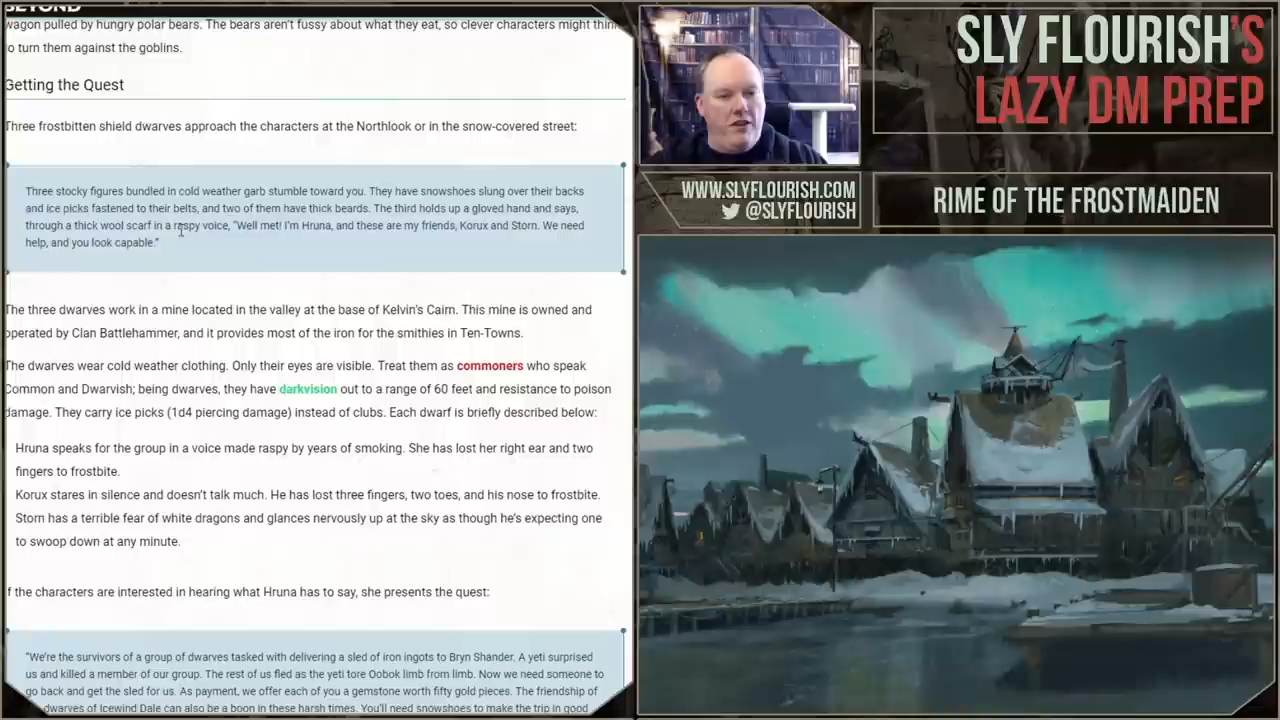 BEYOND
wagon pulled by hungry polar bears. The bears aren't fussy about what they eat, so clever characters might think
to turn them against the goblins.
Getting the Quest
Three frostbitten shield dwarves approach the characters at the Northlook or in the snow-covered street:
Three stocky figures bundled in cold weather garb stumble toward you. They have snowshoes slung over their backs
and ice picks fastened to their belts, and two of them have thick beards. The third holds up a gloved hand and says,
through a thick wool scarf in a raspy voice, “Well met! I’m Hruna, and these are my friends, Korux and Storn. We need
help, and you look capable.”
The three dwarves work in a mine located in the valley at the base of Kelvin’s Cairn. This mine is owned and
operated by Clan Battlehammer, and it provides most of the iron for the smithies in Ten-Towns.
The dwarves wear cold weather clothing. Only their eyes are visible. Treat them as commoners who speak
Common and Dwarvish; being dwarves, they have darkvision out to a range of 60 feet and resistance to poison
damage. They carry ice picks (1d4 piercing damage) instead of clubs. Each dwarf is briefly described below:
Hruna speaks for the group in a voice made raspy by years of smoking. She has lost her right ear and two
fingers to frostbite.
Korux stares in silence and doesn’t talk much. He has lost three fingers, two toes, and his nose to frostbite.
Storn has a terrible fear of white dragons and glances nervously up at the sky as though he’s expecting one
to swoop down at any minute.
If the characters are interested in hearing what Hruna has to say, she presents the quest:
“We’re the survivors of a group of dwarves tasked with delivering a sled of iron ingots to Bryn Shander. A yeti surprised
us and killed a member of our group. The rest of us fled as the yeti tore Oobok limb from limb. Now we need someone to
go back and get the sled for us. As payment, we offer each of you a gemstone worth fifty gold pieces. The friendship of
dwarves of Icewind Dale can also be a boon in these harsh times. You’ll need snowshoes to make the trip in good
SLY FLOURISH'S
LAZY DM PREP
WWW.SLYFLOURISH.COM
@SLYFLOURISH
RIME OF THE FROSTMAIDEN